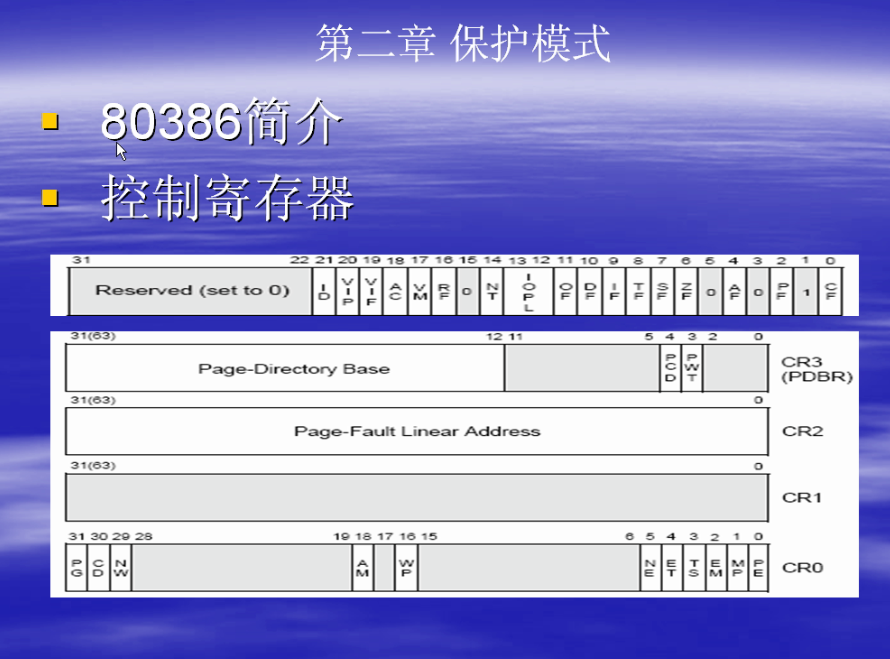 第二章 保护模式
80386简介
控制寄存器
31 22 21 20 19 18 17 16 15 14 13 12 11 10 9 8 7 6 5 4 3 2 1 0
Reserved (set to 0) ID VIP VIF AC VM RF 0 NT IOPL OF DF IF TF SF ZF 0 AF 0 PF 1 CF
31(63) 12 11 5 4 3 2 0
Page-Directory Base PCD PWT CR3
(PDBR)
31(63) 0
Page-Fault Linear Address CR2
31(63) 0
CR1
31 30 29 28 19 18 17 16 15 6 5 4 3 2 1 0
PG CD NW AM WP NE ET TS EM MP PE CR0